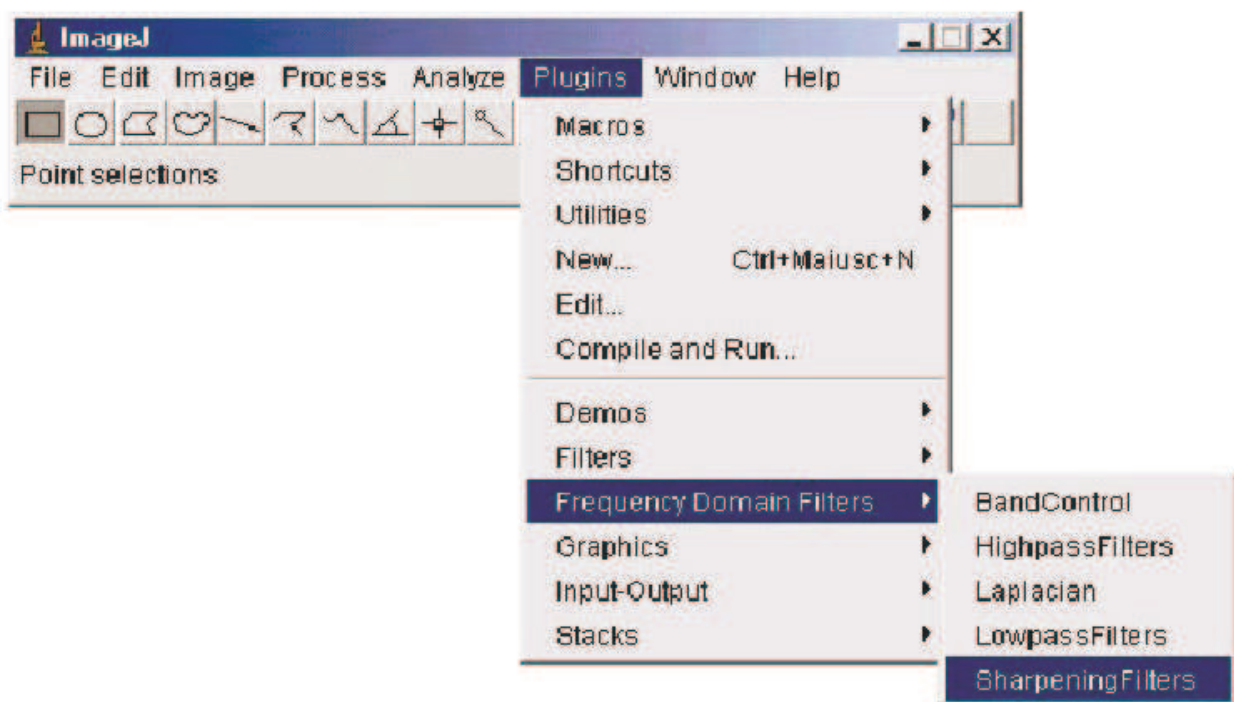 ImageJ
File Edit Image Process Analyze Plugins Window Help
Point selections
Macros
Shortcuts
Utilities
New... Ctrl+Maiusc+N
Edit...
Compile and Run...
Demos
Filters
Frequency Domain Filters
Graphics
Input-Output
Stacks
BandControl
HighpassFilters
Laplacian
LowpassFilters
SharpeningFilters